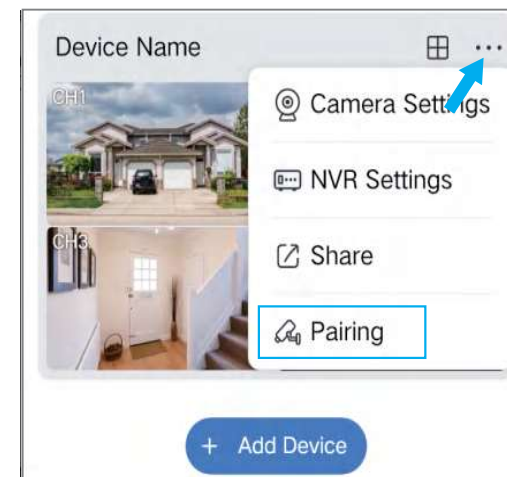 Device Name
CH1
Camera Settings
NVR Settings
CH3
Share
Pairing
+ Add Device